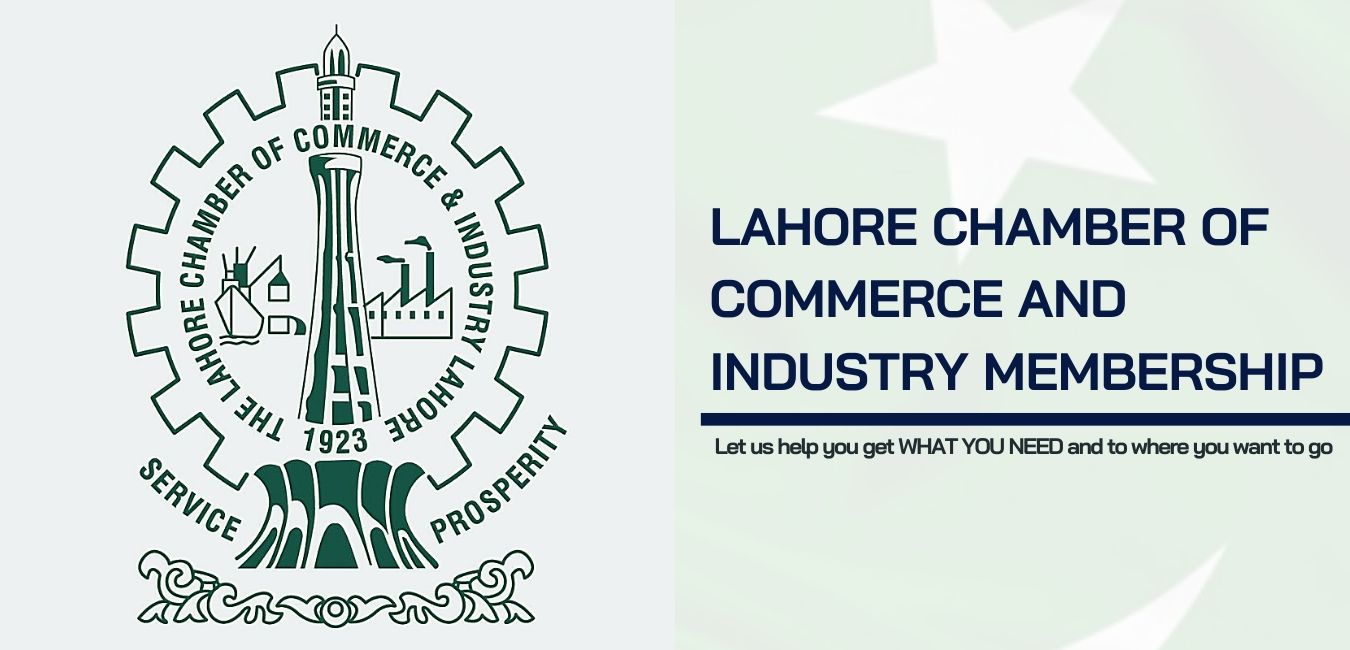 THE LAHORE CHAMBER OF COMMERCE & INDUSTRY LAHORE
1923
SERVICE
PROSPERITY
LAHORE CHAMBER OF
COMMERCE AND
INDUSTRY MEMBERSHIP
Let us help you get WHAT YOU NEED and to where you want to go